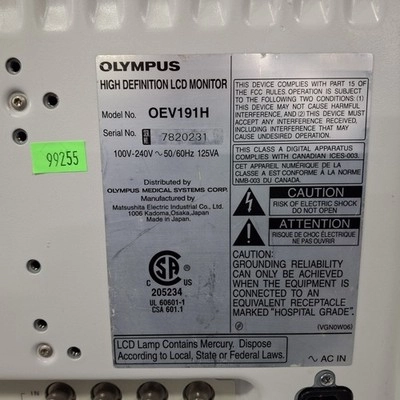 OLYMPUS
HIGH DEFINITION LCD MONITOR
Model No. OEV191H
Serial No. 7820231
100V-240V ~ 50/60Hz 125VA
Distributed by
OLYMPUS MEDICAL SYSTEMS CORP.
Manufactured by
Matsushita Electric Industrial Co., Ltd.
1006 Kadoma, Osaka, Japan
Made in Japan
99255
C US
205234
UL 60601-1
CSA 601.1
THIS DEVICE COMPLIES WITH PART 15 OF
THE FCC RULES OPERATION IS SUBJECT TO
THE FOLLOWING TWO CONDITIONS: (1)
THIS DEVICE MAY NOT CAUSE HARMFUL
INTERFERENCE, AND (2) THIS DEVICE MUST
ACCEPT ANY INTERFERENCE RECEIVED,
INCLUDING INTERFERENCE THAT MAY
CAUSE UNDESIRED OPERATION.
THIS CLASS A DIGITAL APPARATUS
COMPLIES WITH CANADIAN ICES-003.
CET APPAREIL NUMÉRIQUE DE LA
CLASSE A EST CONFORME À LA NORME
NMB-003 DU CANADA.
CAUTION
RISK OF ELECTRIC SHOCK
DO NOT OPEN
ATTENTION
RISQUE DE CHOC ÉLECTRIQUE
NE PAS OUVRIR
CAUTION:
GROUNDING RELIABILITY
CAN ONLY BE ACHIEVED
WHEN THE EQUIPMENT IS
CONNECTED TO AN
EQUIVALENT RECEPTACLE
MARKED "HOSPITAL GRADE".
(VGN0W06)
LCD Lamp Contains Mercury. Dispose
According to Local, State or Federal Laws.
~ AC IN